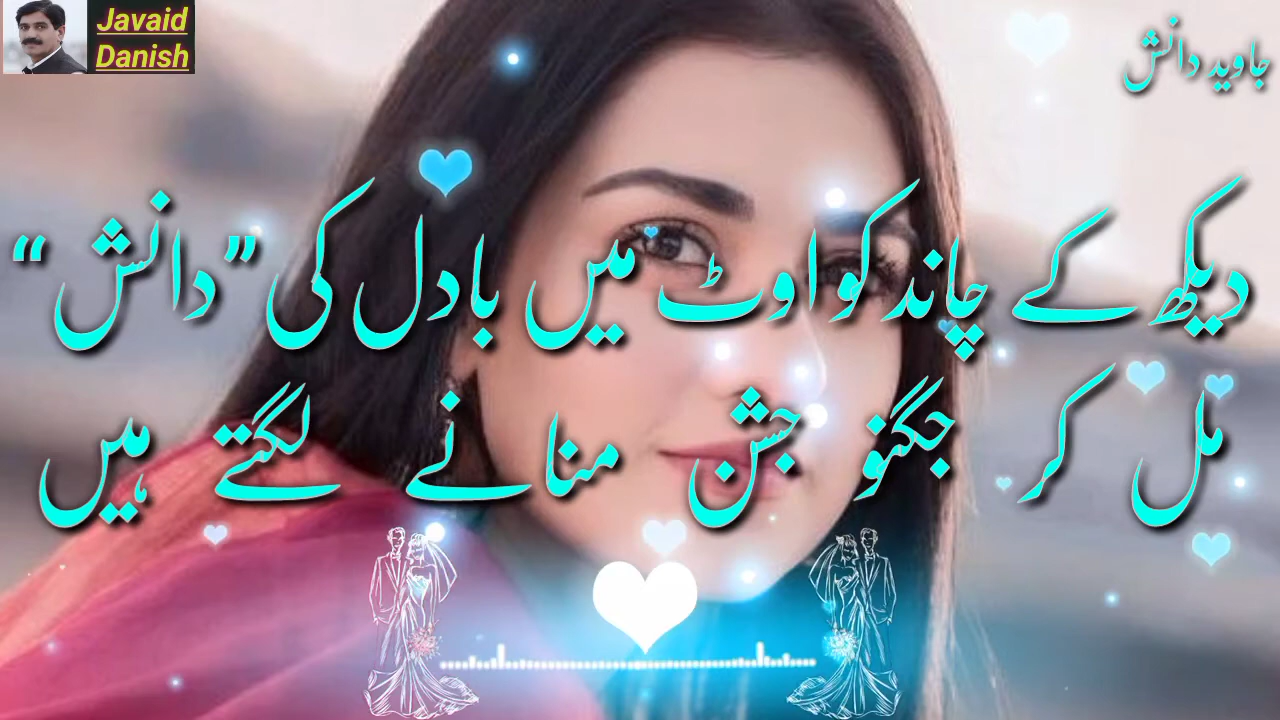 Javaid
Danish
جاوید دانش
دیکھ کے چاند کو اوٹ میں بادل کی ”دانش“
مل کر جگنو جشن منانے لگتے ہیں